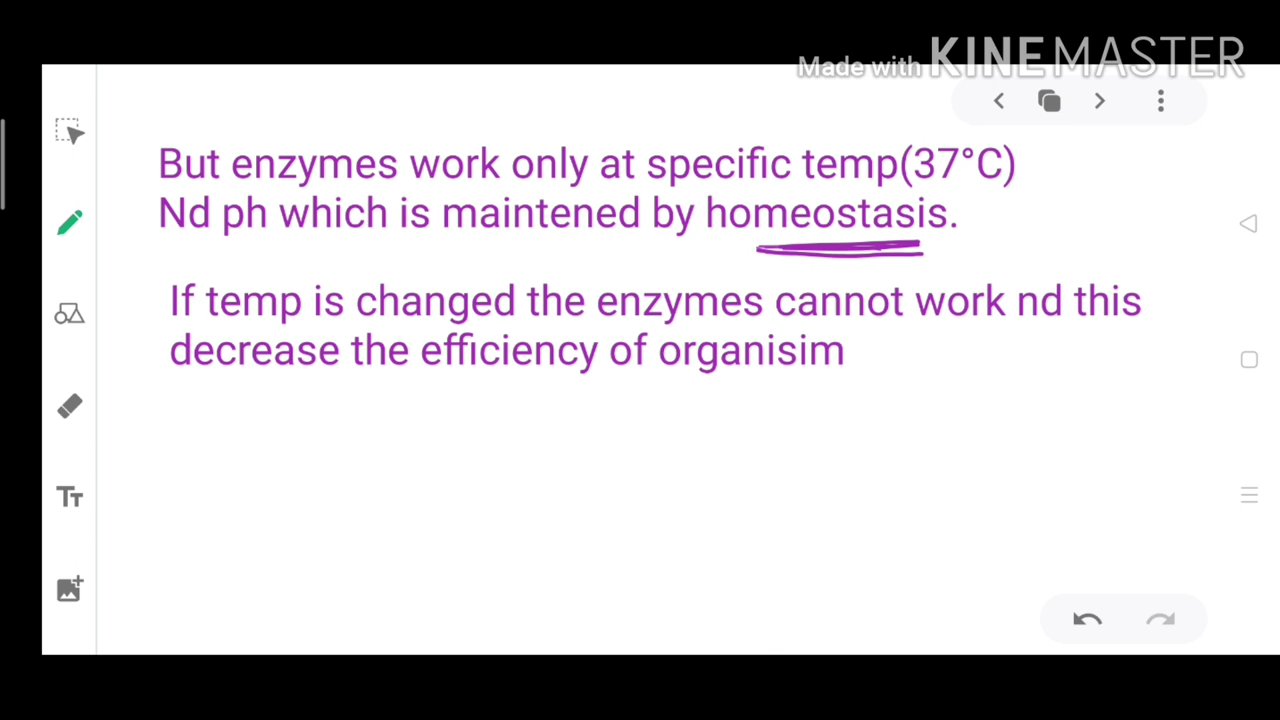 Made with KINEMASTER
But enzymes work only at specific temp(37°C)
Nd ph which is maintened by homeostasis.
If temp is changed the enzymes cannot work nd this
decrease the efficiency of organisim
TT